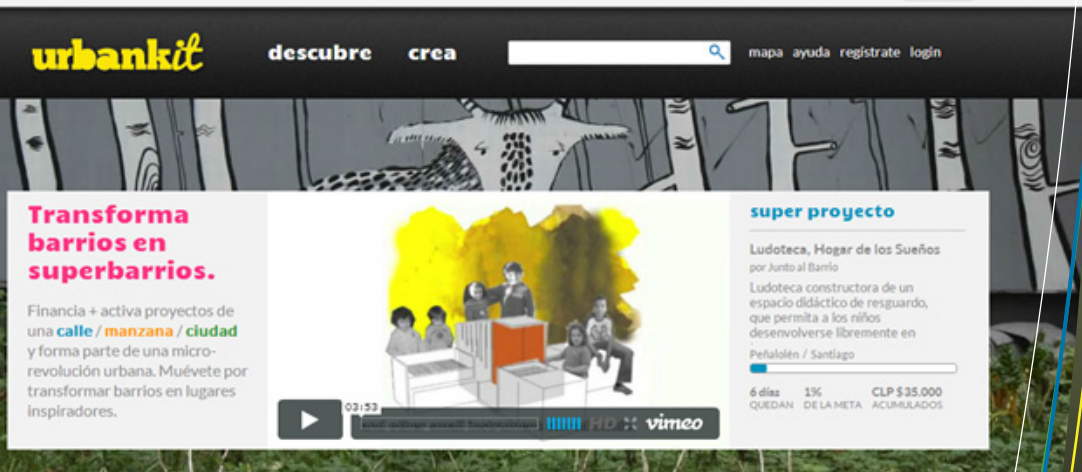 urbankit
descubre crea
mapa ayuda registrate login
Transforma
barrios en
superbarrios.
Financia + activa proyectos de
una calle / manzana / ciudad
y forma parte de una micro-
revolución urbana. Muévete por
transformar barrios en lugares
inspiradores.
03:53
HD vimeo
super proyecto
Ludoteca, Hogar de los Sueños
por Junto al Barrio
Ludoteca constructora de un
espacio didáctico de resguardo,
que permita a los niños
desenvolverse libremente en
Peñalolén / Santiago
6 días 1% CLP $35.000
QUEDAN DE LA META ACUMULADOS